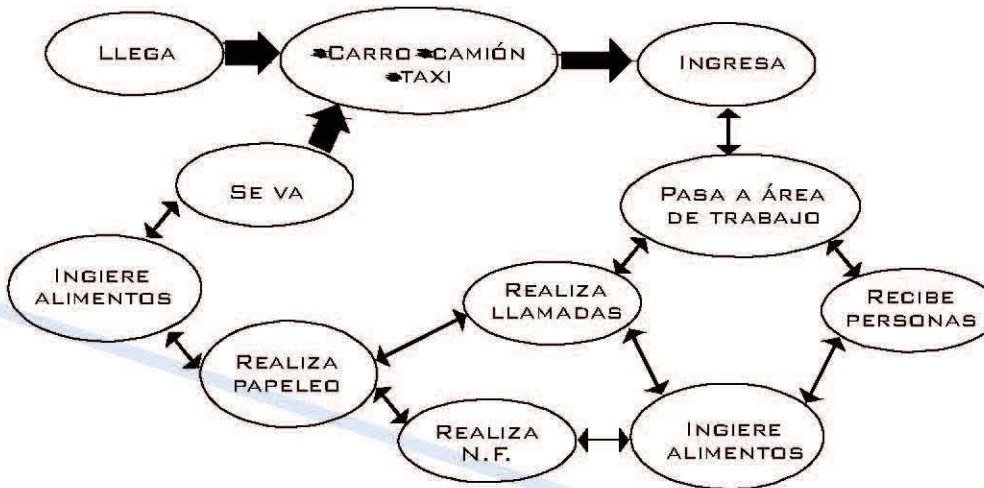 LLEGA
CARRO CAMIÓN
TAXI
INGRESA
SE VA
PASA A ÁREA
DE TRABAJO
INGIERE
ALIMENTOS
REALIZA
LLAMADAS
RECIBE
PERSONAS
REALIZA
PAPELEO
REALIZA
N.F.
INGIERE
ALIMENTOS